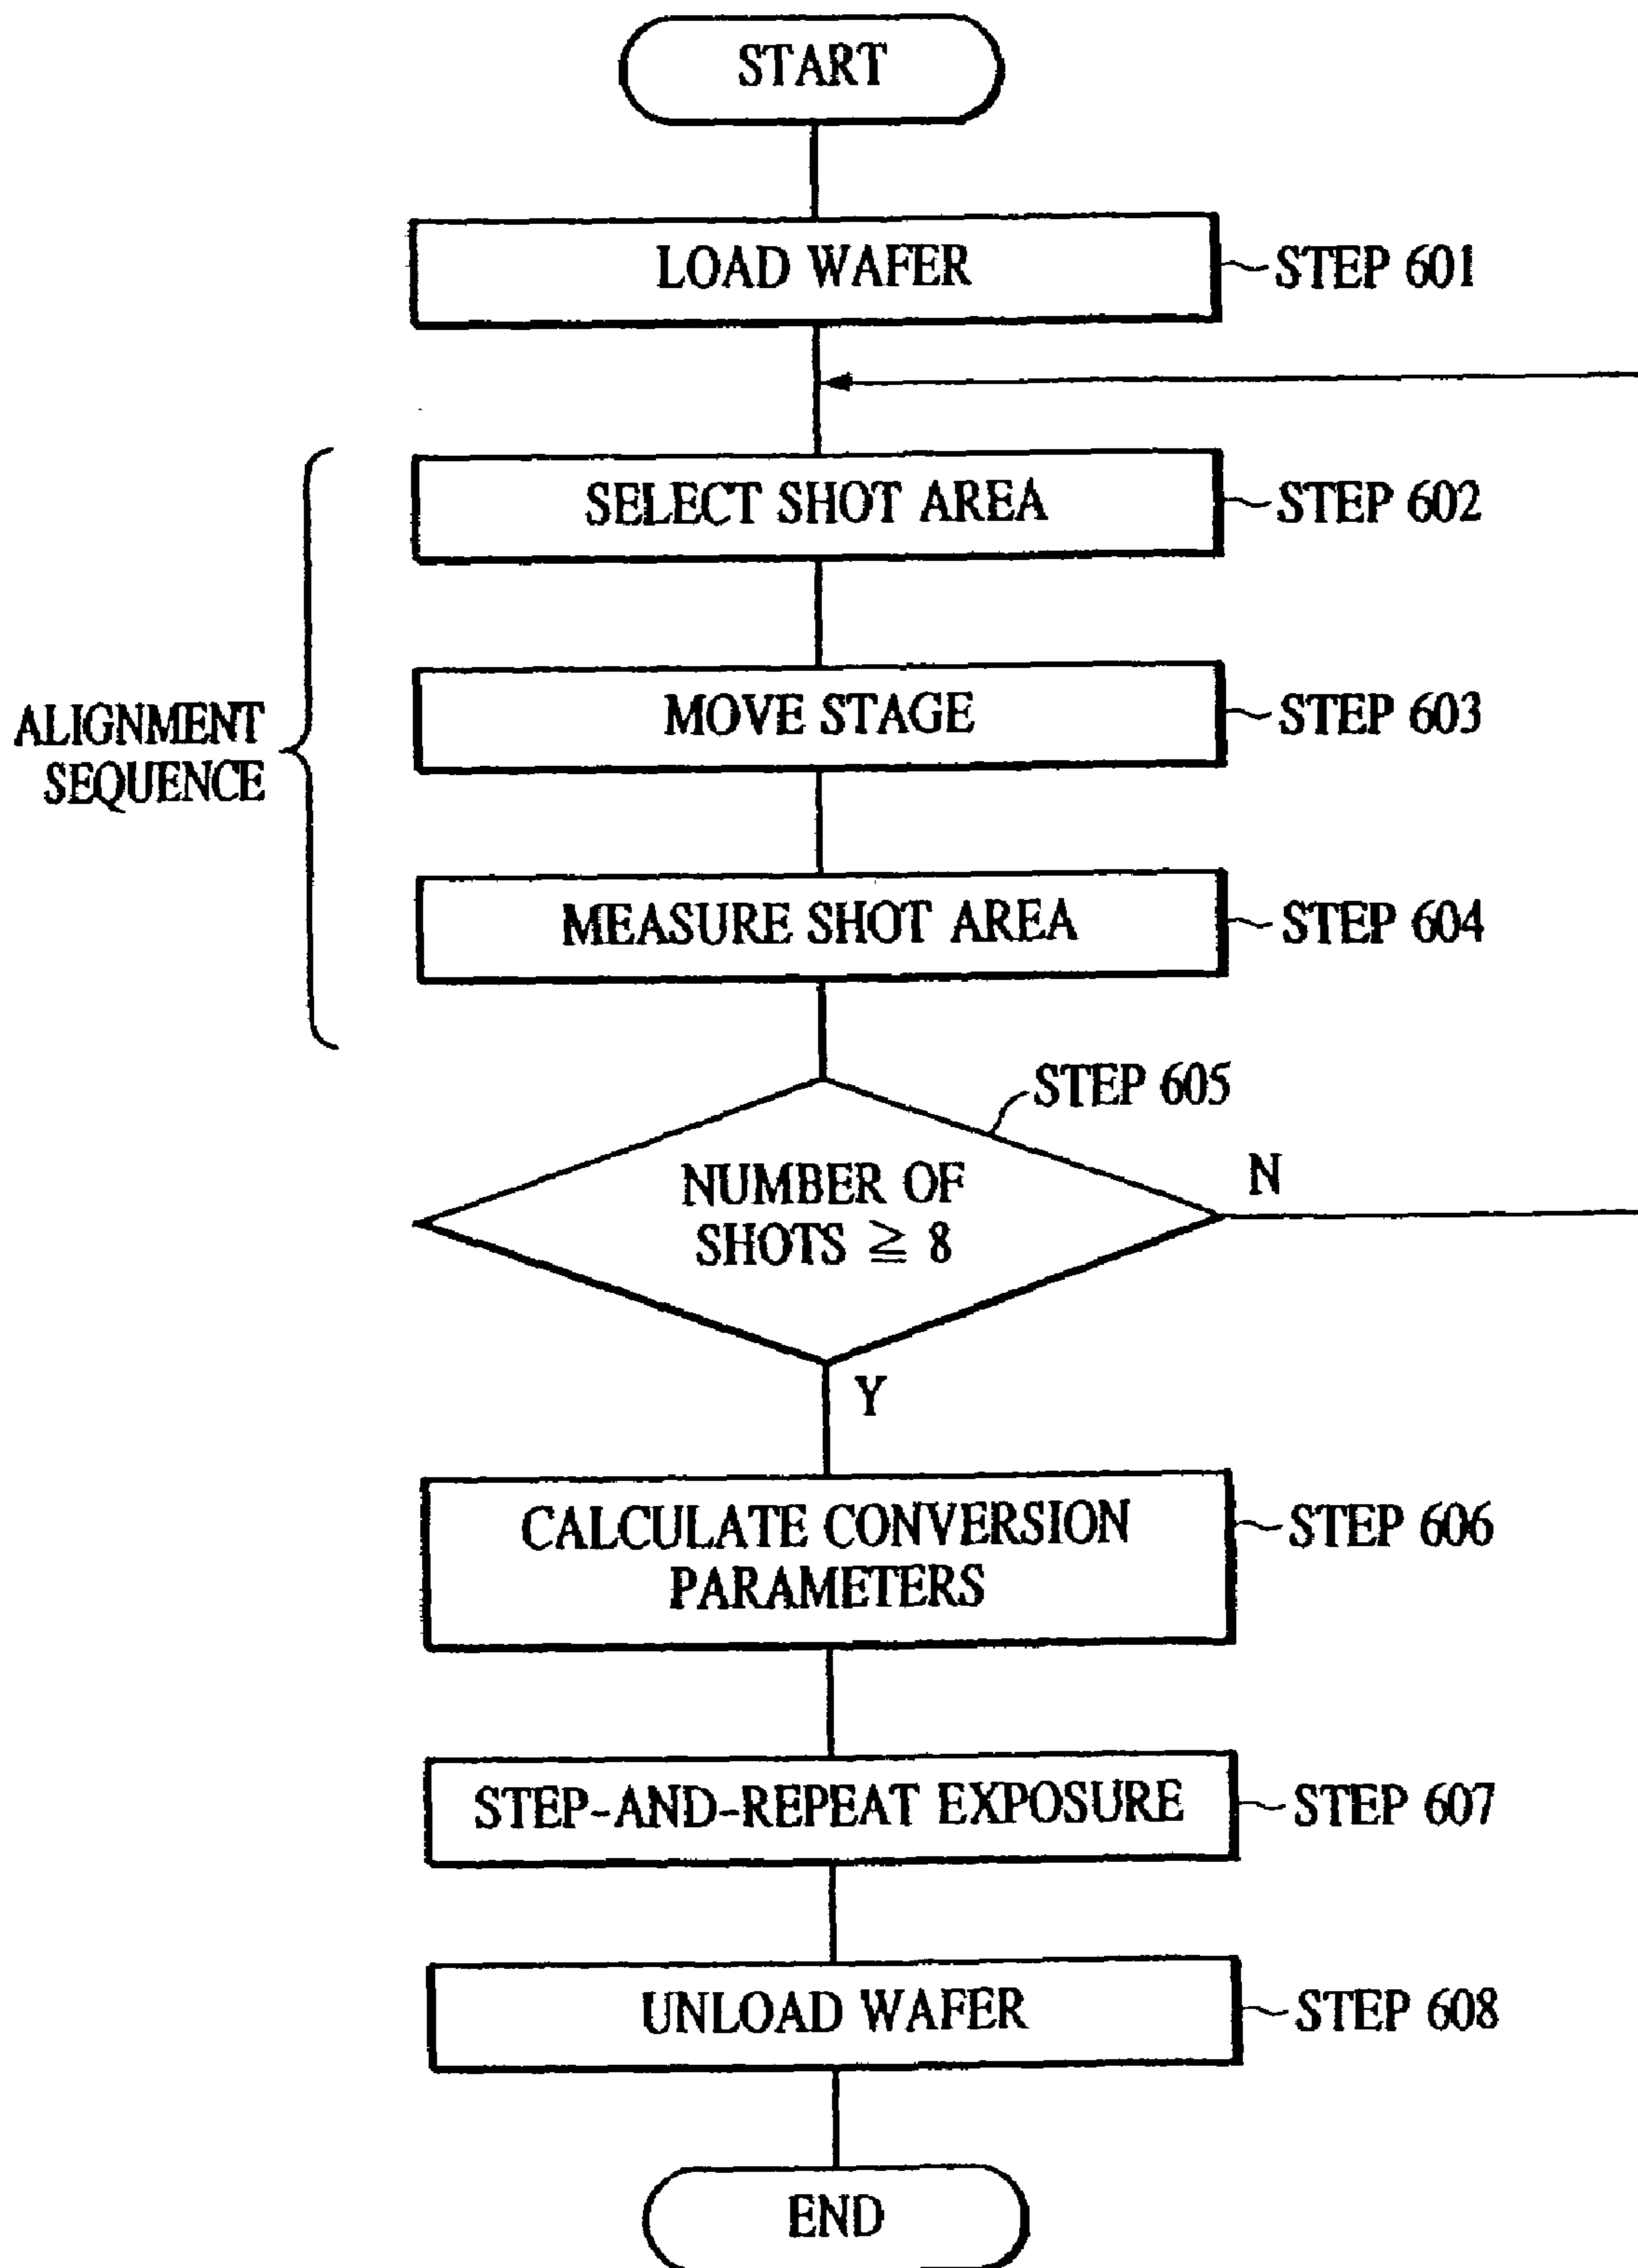 START
LOAD WAFER
STEP 601
SELECT SHOT AREA
STEP 602
MOVE STAGE
STEP 603
ALIGNMENT
SEQUENCE
MEASURE SHOT AREA
STEP 604
STEP 605
NUMBER OF
SHOTS ≧ 8
N
Y
CALCULATE CONVERSION
PARAMETERS
STEP 606
STEP-AND-REPEAT EXPOSURE
STEP 607
UNLOAD WAFER
STEP 608
END